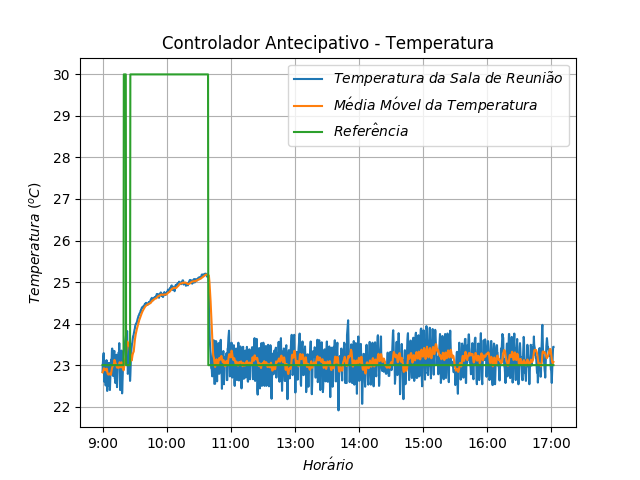 Controlador Antecipativo - Temperatura
Temperatura da Sala de Reunião
Média Móvel da Temperatura
Referência
Temperatura (ºC)
30
29
28
27
26
25
24
23
22
9:00 10:00 11:00 13:00 14:00 15:00 16:00 17:00
Horário